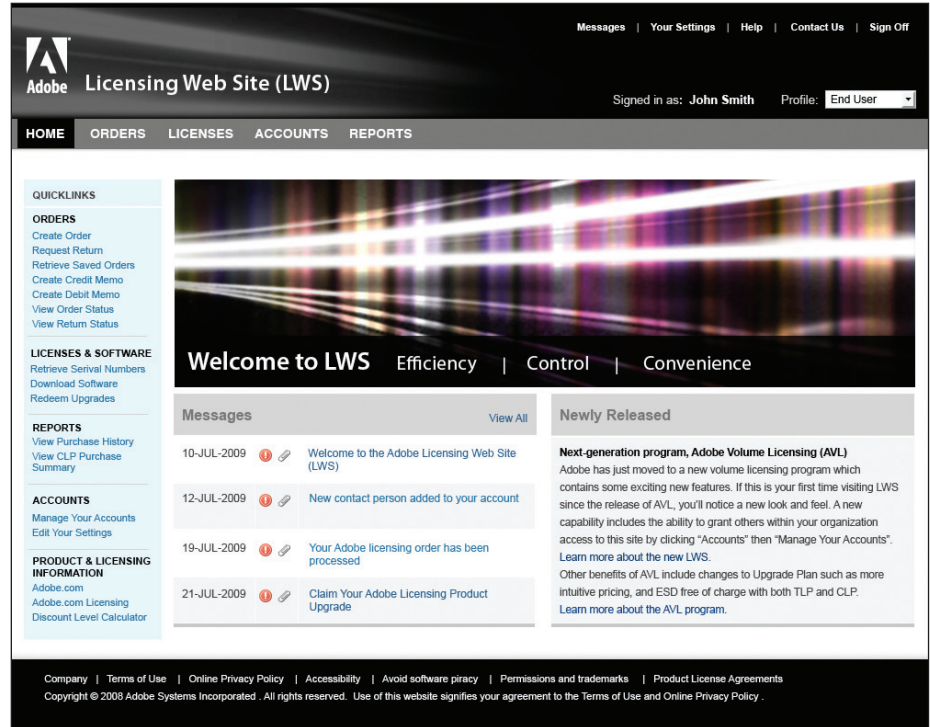 Messages | Your Settings | Help | Contact Us | Sign Off
Adobe
Licensing Web Site (LWS)
Signed in as: John Smith Profile: End User
HOME ORDERS LICENSES ACCOUNTS REPORTS
QUICKLINKS
ORDERS
Create Order
Request Return
Retrieve Saved Orders
Create Credit Memo
Create Debit Memo
View Order Status
View Return Status
LICENSES & SOFTWARE
Retrieve Serival Numbers
Download Software
Redeem Upgrades
REPORTS
View Purchase History
View CLP Purchase
Summary
ACCOUNTS
Manage Your Accounts
Edit Your Settings
PRODUCT & LICENSING
INFORMATION
Adobe.com
Adobe.com Licensing
Discount Level Calculator
Welcome to LWS Efficiency | Control | Convenience
Messages View All
10-JUL-2009 Welcome to the Adobe Licensing Web Site
(LWS)
12-JUL-2009 New contact person added to your account
19-JUL-2009 Your Adobe licensing order has been
processed
21-JUL-2009 Claim Your Adobe Licensing Product
Upgrade
Newly Released
Next-generation program, Adobe Volume Licensing (AVL)
Adobe has just moved to a new volume licensing program which
contains some exciting new features. If this is your first time visiting LWS
since the release of AVL, you'll notice a new look and feel. A new
capability includes the ability to grant others within your organization
access to this site by clicking “Accounts” then “Manage Your Accounts”.
Learn more about the new LWS.
Other benefits of AVL include changes to Upgrade Plan such as more
intuitive pricing, and ESD free of charge with both TLP and CLP.
Learn more about the AVL program.
Company | Terms of Use | Online Privacy Policy | Accessibility | Avoid software piracy | Permissions and trademarks | Product License Agreements
Copyright © 2008 Adobe Systems Incorporated . All rights reserved. Use of this website signifies your agreement to the Terms of Use and Online Privacy Policy .